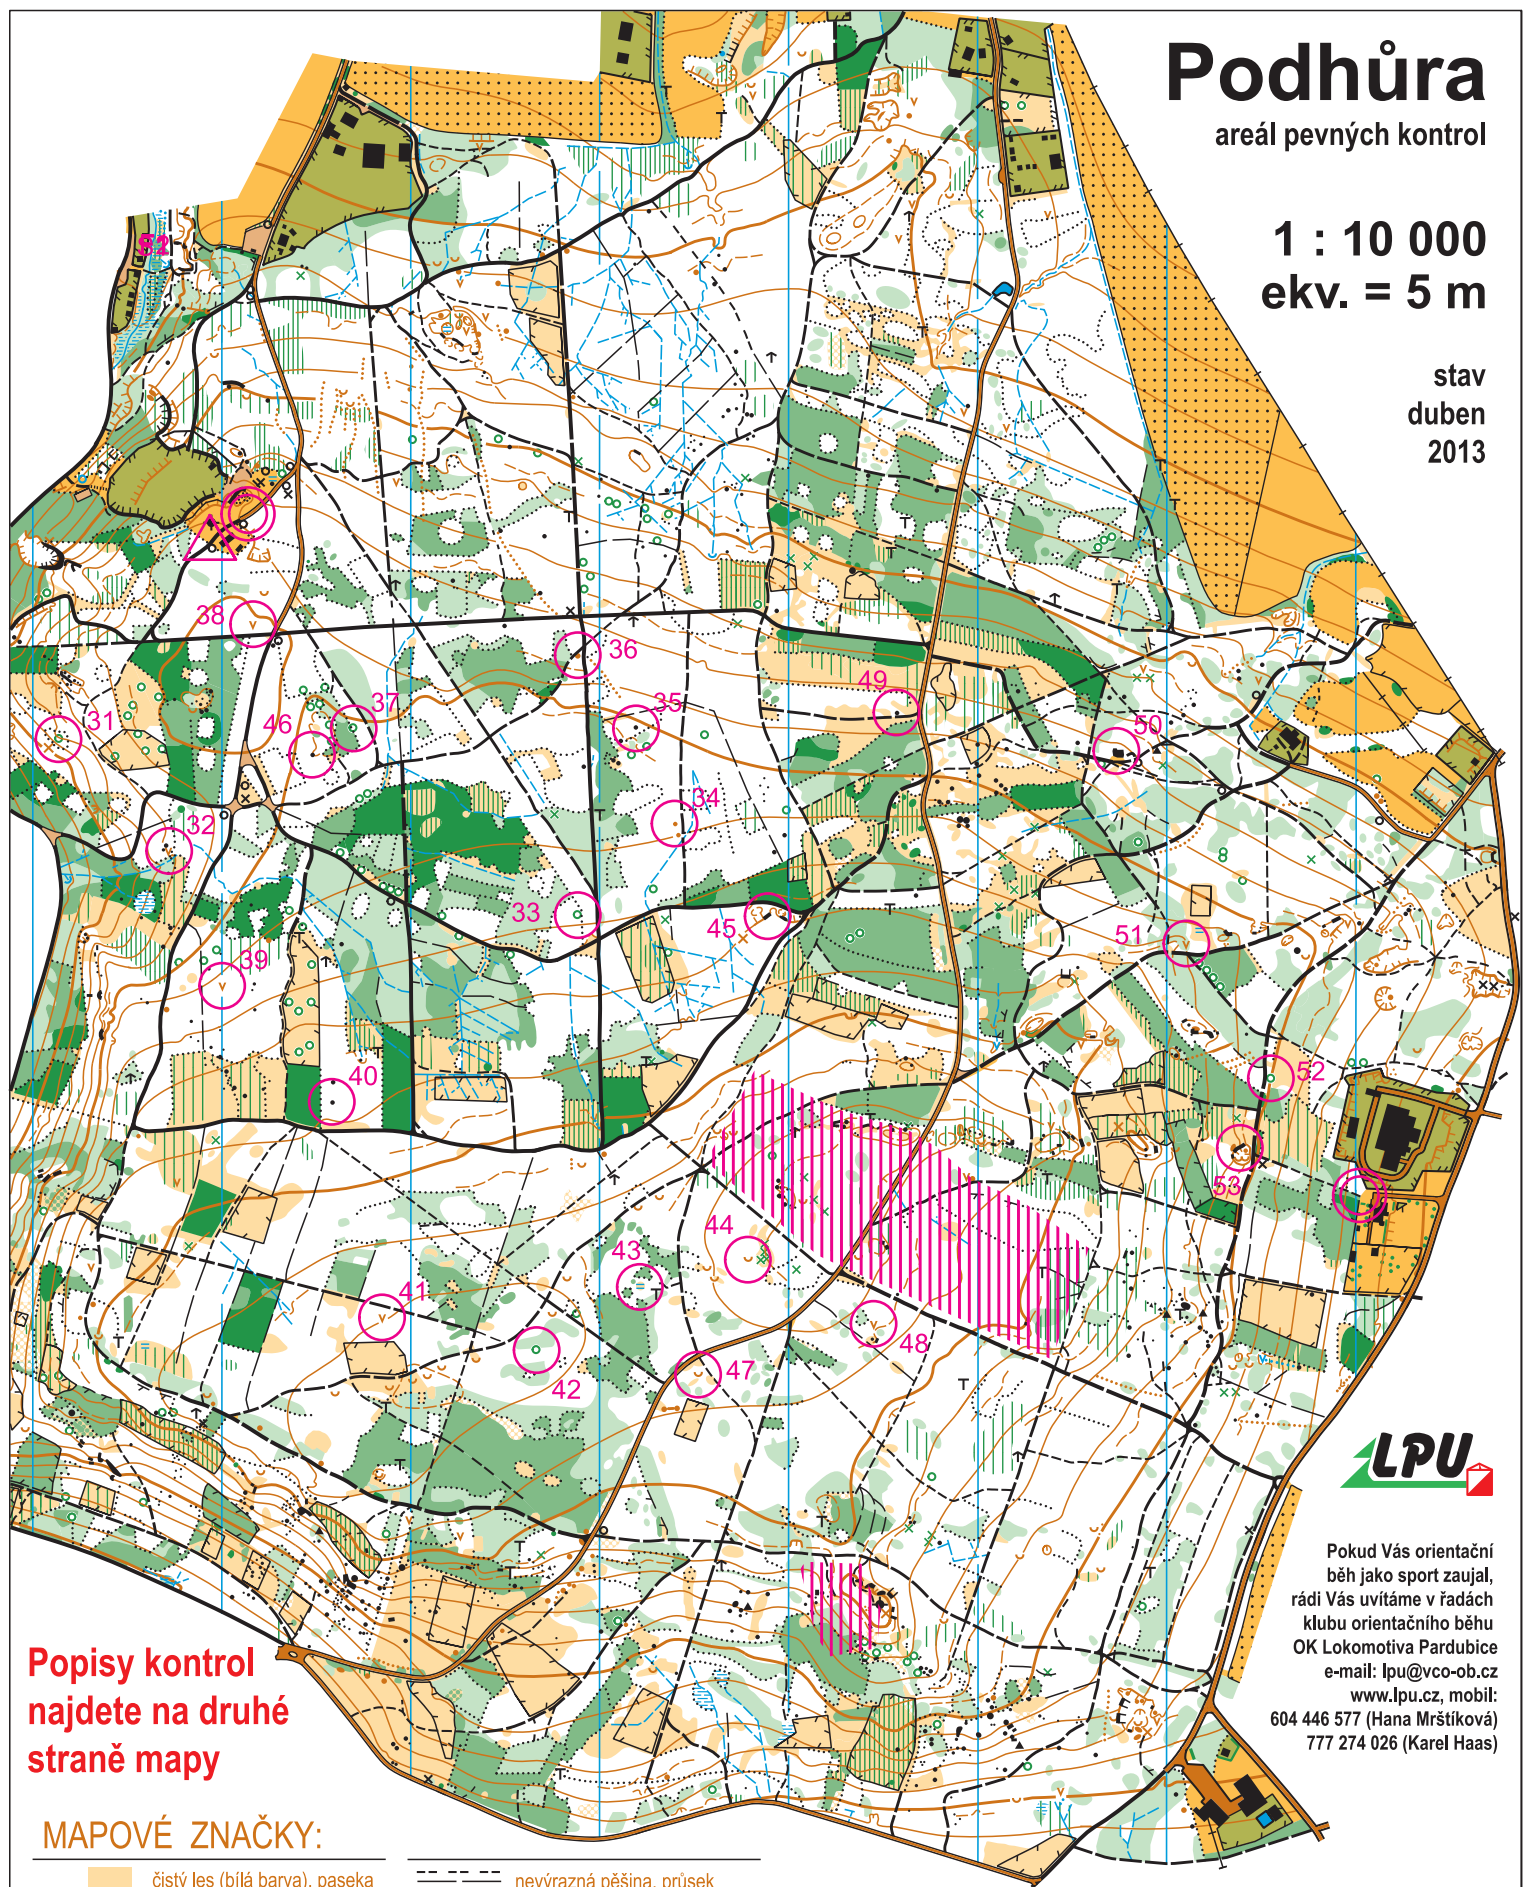 Podhůra
areál pevných kontrol
1 : 10 000
ekv. = 5 m
stav
duben
2013
38
36
31
46
37
35
49
50
34
32
33
45
51
39
40
52
53
44
43
41
42
47
48
LPU
Pokud Vás orientační
běh jako sport zaujal,
rádi Vás uvítáme v řadách
klubu orientačního běhu
OK Lokomotiva Pardubice
e-mail: lpu@vco-ob.cz
www.lpu.cz, mobil:
604 446 577 (Hana Mrštíková)
777 274 026 (Karel Haas)
Popisy kontrol
najdete na druhé
straně mapy
MAPOVÉ ZNAČKY:
čistý les (bílá barva), paseka
nevýrazná pěšina, průsek